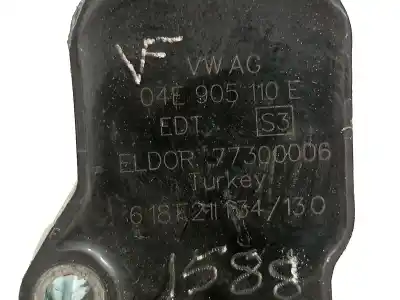 VF
VW AG
04E 905 110 E
EDT S3
ELDOR 77300006
Turkey
1588